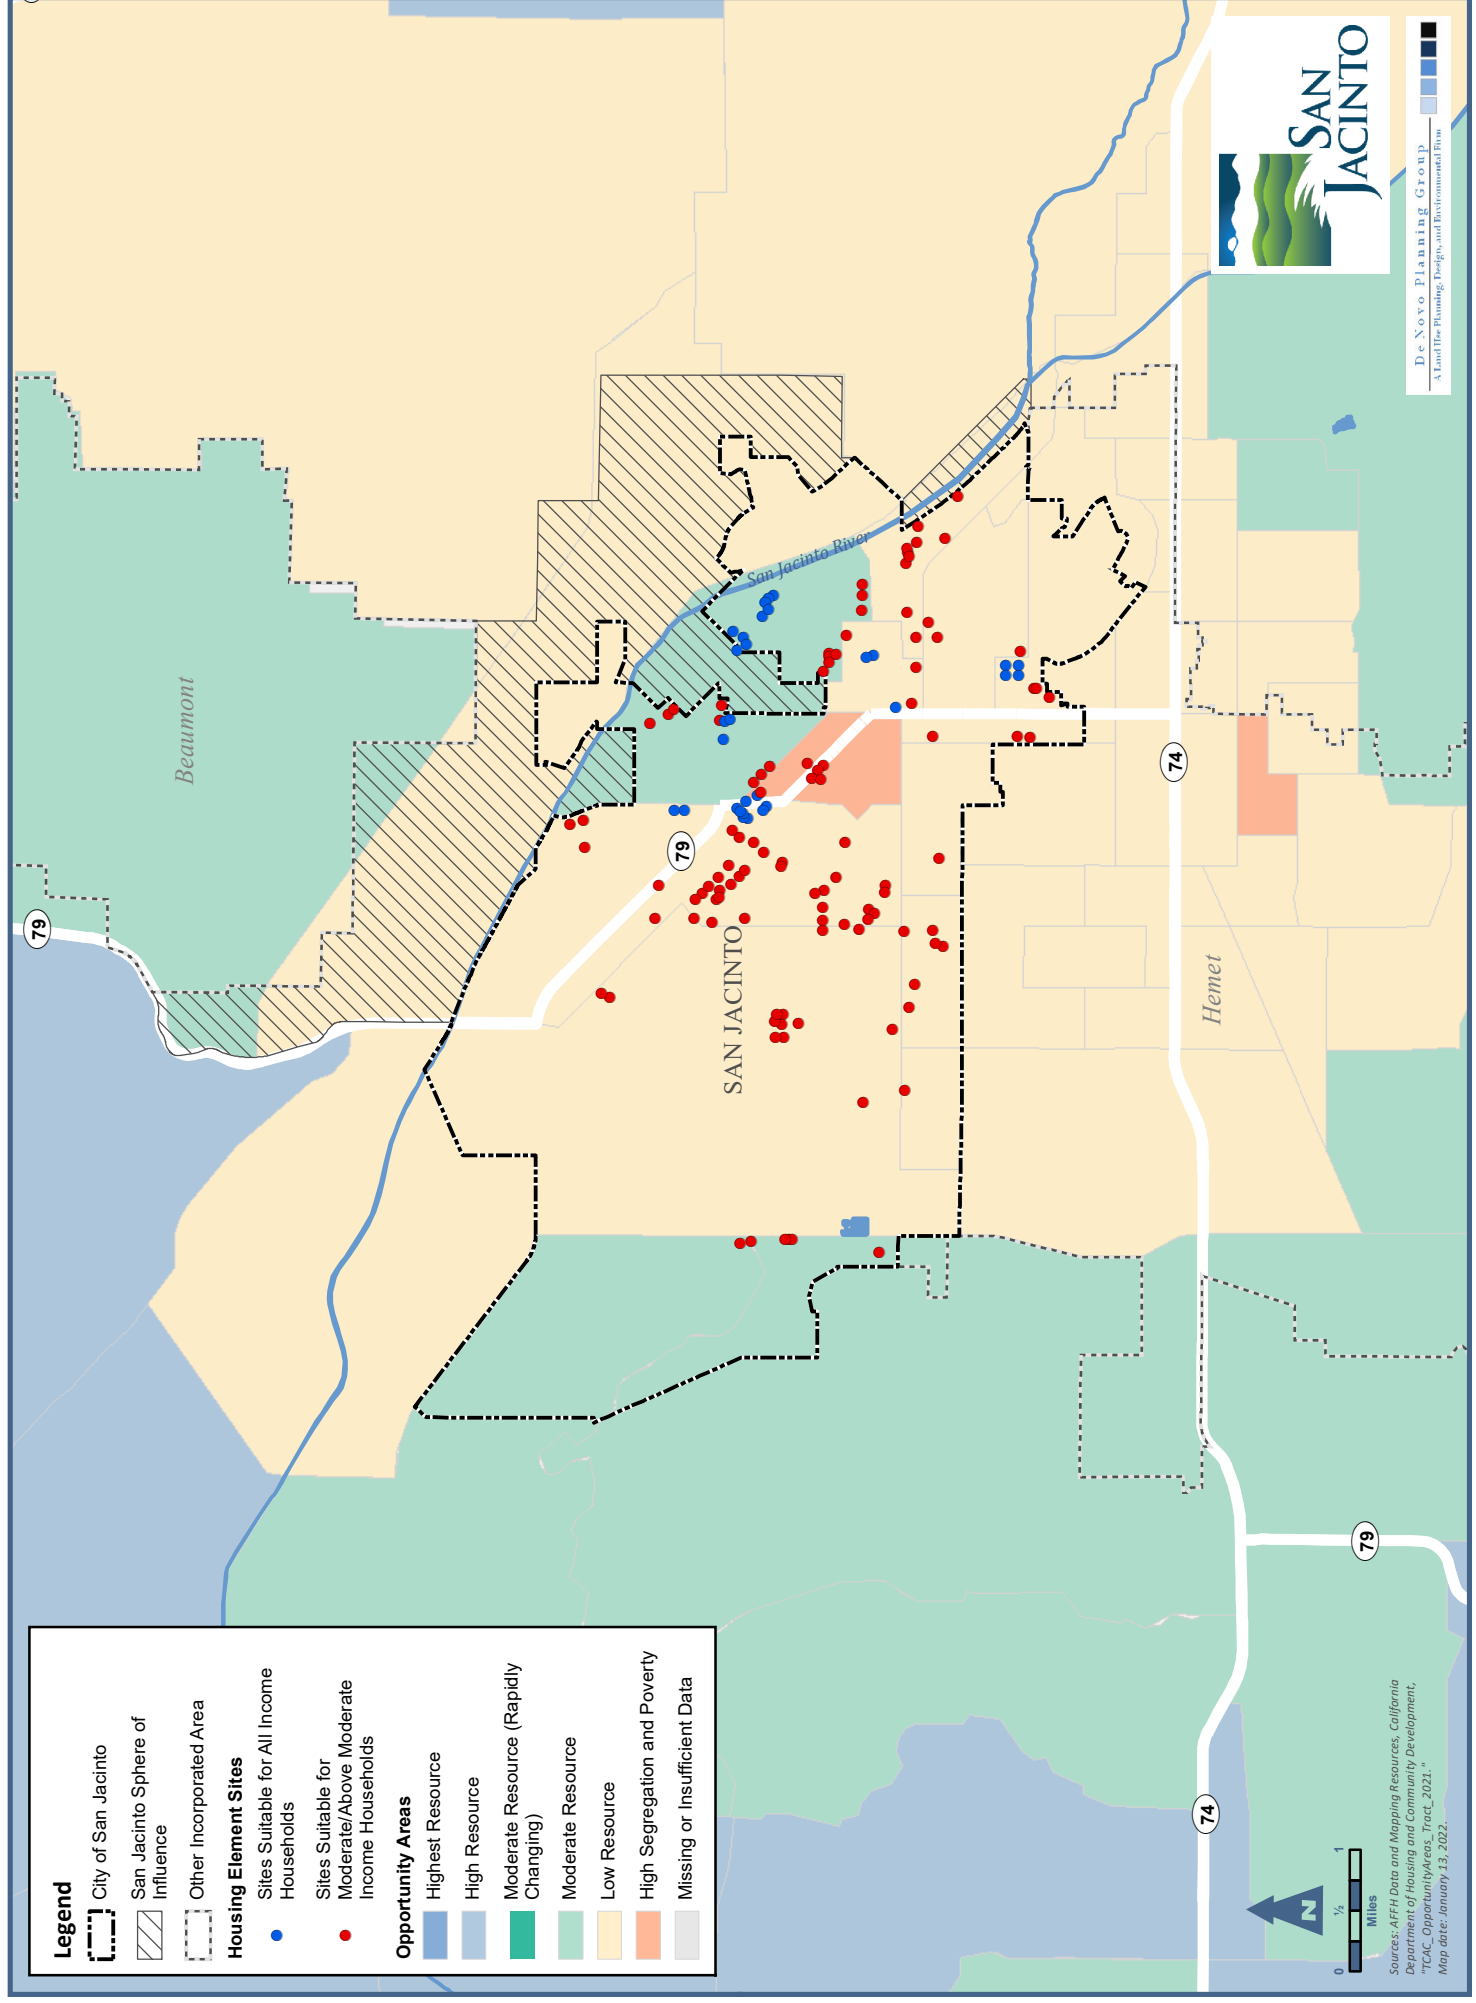 Legend
City of San Jacinto
San Jacinto Sphere of
Influence
Other Incorporated Area
Housing Element Sites
Sites Suitable for All Income
Households
Sites Suitable for
Moderate/Above Moderate
Income Households
Opportunity Areas
Highest Resource
High Resource
Moderate Resource (Rapidly
Changing)
Moderate Resource
Low Resource
High Segregation and Poverty
Missing or Insufficient Data
79
Beaumont
San Jacinto River
79
SAN JACINTO
74
Hemet
79
74
0 ½ 1
Miles
N
Sources: AFFH Data and Mapping Resources, California
Department of Housing and Community Development,
"TCAC_OpportunityAreas_Tract_2021."
Map date: January 13, 2022.
SAN
JACINTO
De Novo Planning Group
A Land Use Planning, Design, and Environmental Firm